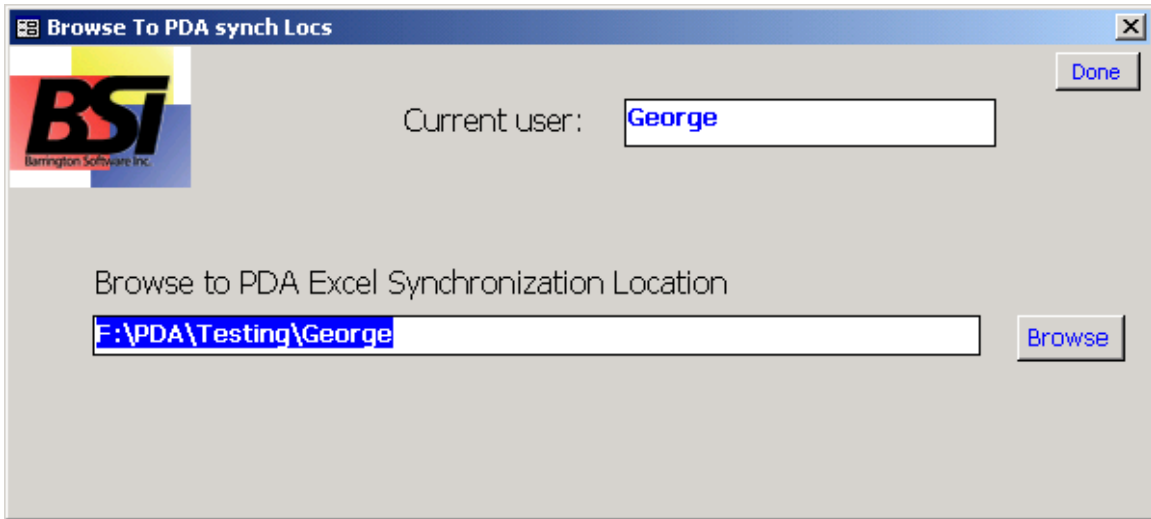 Browse To PDA synch Locs
BSI
Barrington Software Inc.
Done
Current user:
George
Browse to PDA Excel Synchronization Location
F:\PDA\Testing\George
Browse